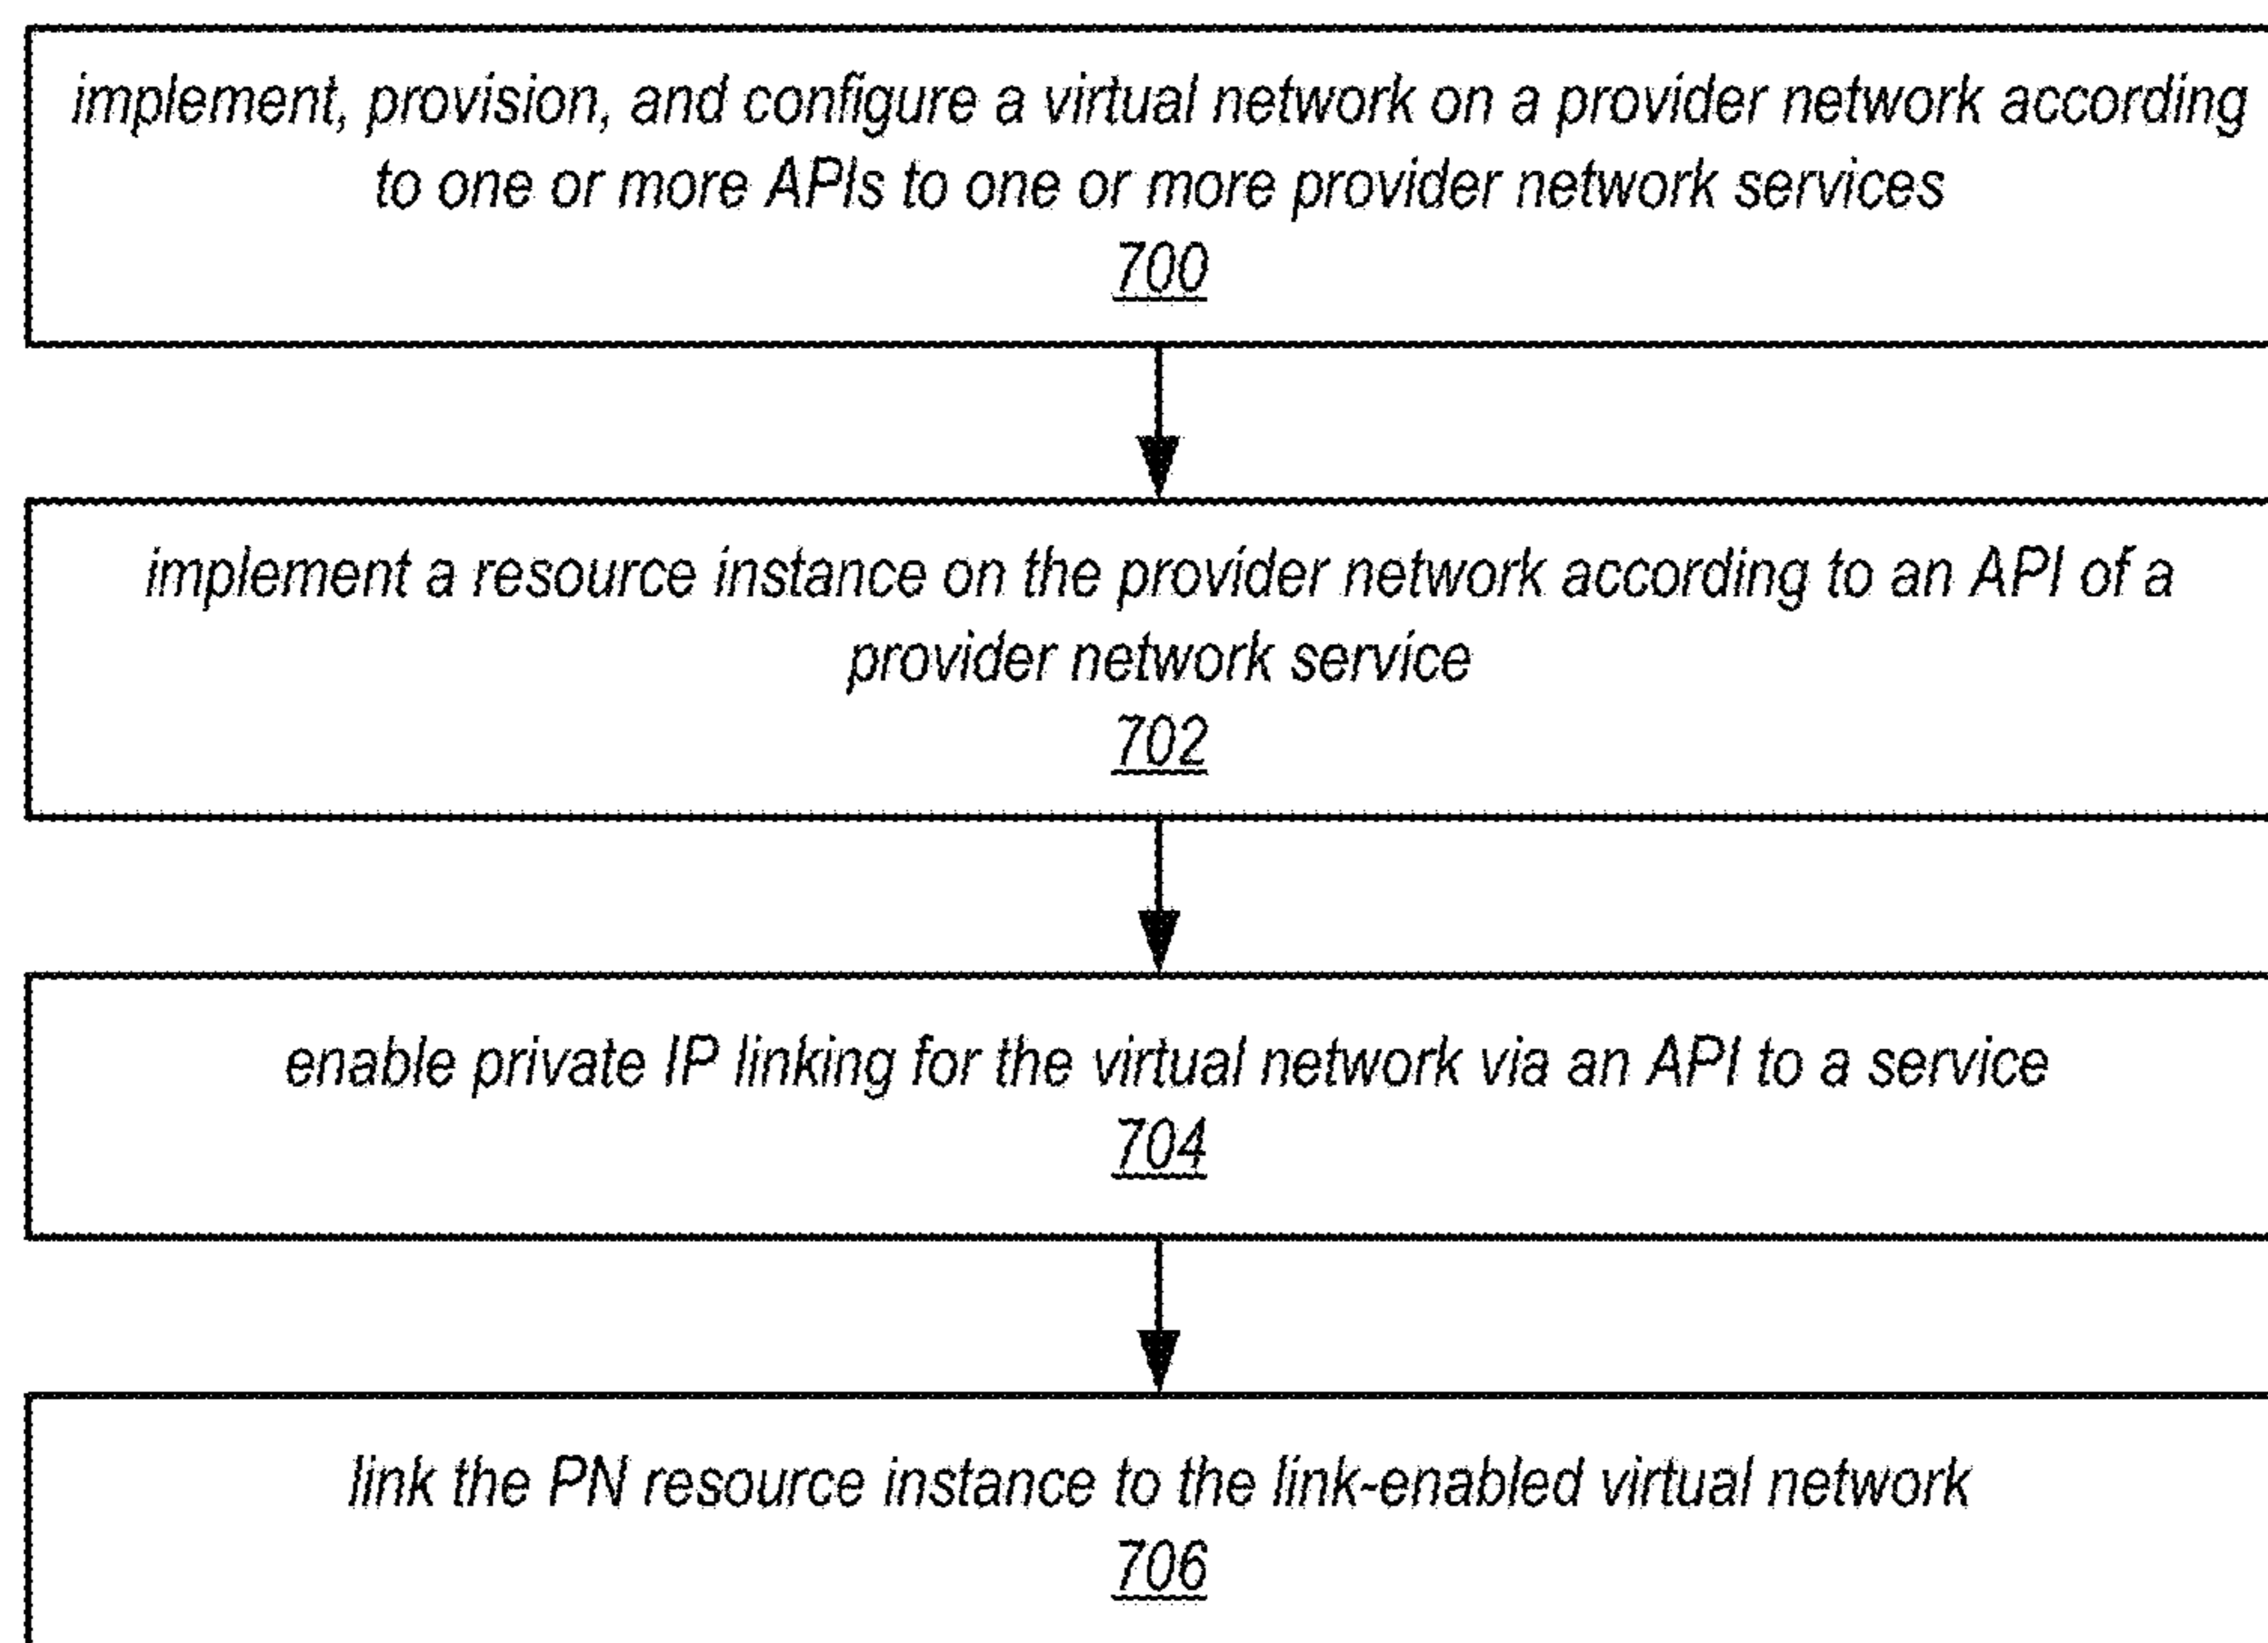 implement, provision, and configure a virtual network on a provider network according
to one or more APIs to one or more provider network services
700
implement a resource instance on the provider network according to an API of a
provider network service
702
enable private IP linking for the virtual network via an API to a service
704
link the PN resource instance to the link-enabled virtual network
706